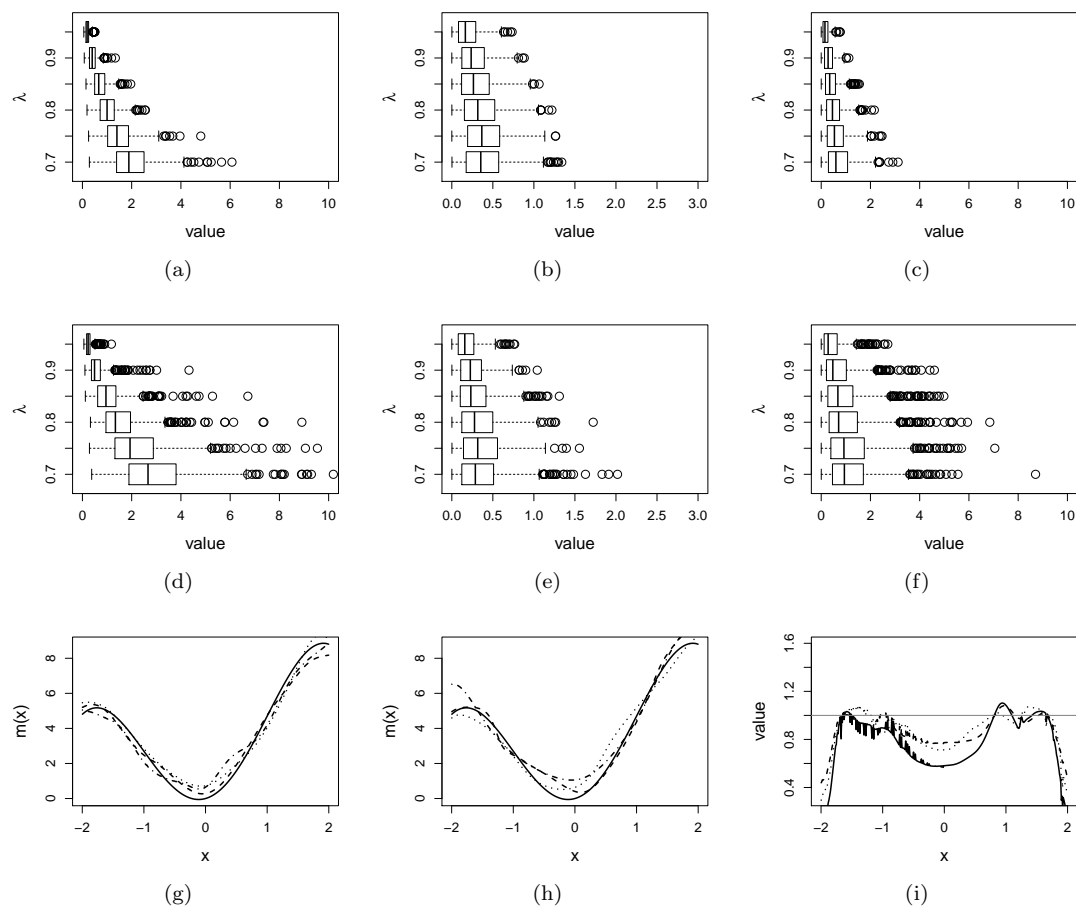 0.9
0.8
0.7
λ
0 2 4 6 8 10
value
(a)
0.9
0.8
0.7
λ
0.0 0.5 1.0 1.5 2.0 2.5 3.0
value
(b)
0.9
0.8
0.7
λ
0 2 4 6 8 10
value
(c)
0.9
0.8
0.7
λ
0 2 4 6 8 10
value
(d)
0.9
0.8
0.7
λ
0.0 0.5 1.0 1.5 2.0 2.5 3.0
value
(e)
0.9
0.8
0.7
λ
0 2 4 6 8 10
value
(f)
8
6
4
2
0
m(x)
−2 −1 0 1 2
x
(g)
8
6
4
2
0
m(x)
−2 −1 0 1 2
x
(h)
1.6
1.2
0.8
0.4
value
−2 −1 0 1 2
x
(i)